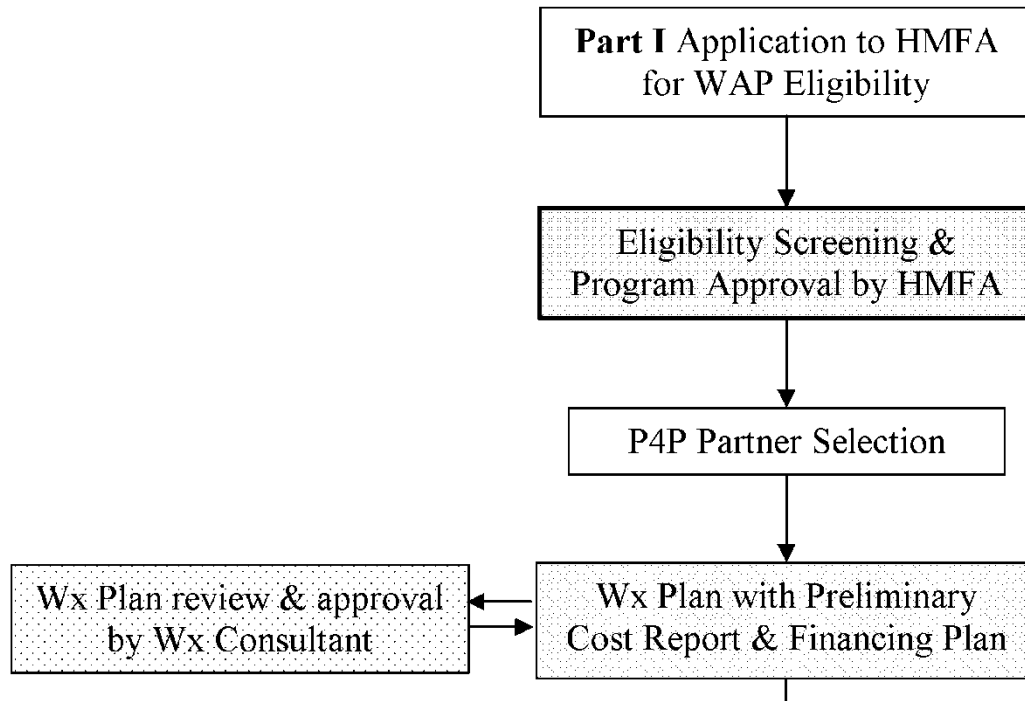 Part I Application to HMFA
for WAP Eligibility
Eligibility Screening &
Program Approval by HMFA
P4P Partner Selection
Wx Plan review & approval
by Wx Consultant
Wx Plan with Preliminary
Cost Report & Financing Plan